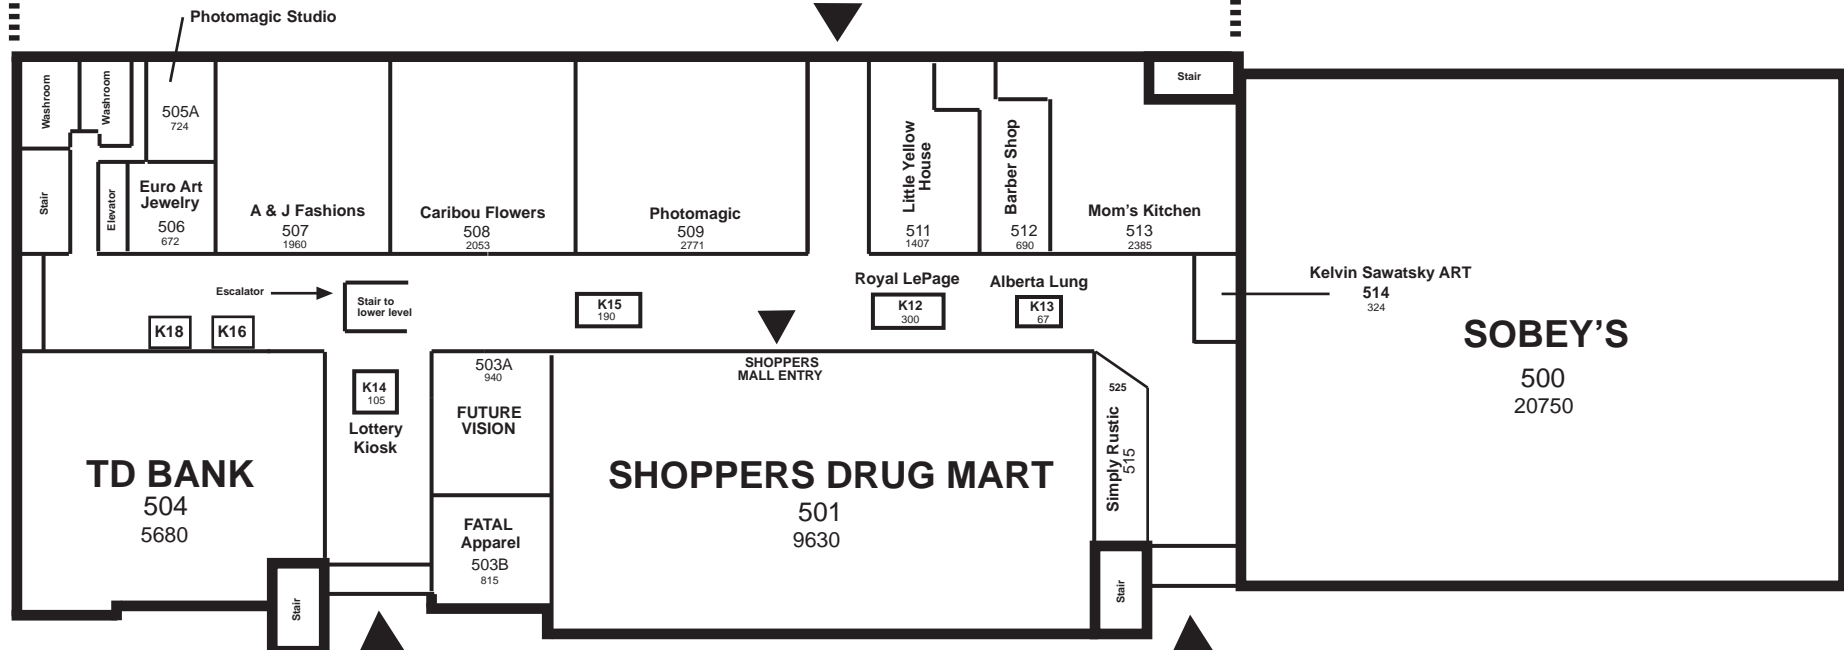 Photomagic Studio
Washroom
Washroom
505A
724
Stair
Stair
Elevator
Euro Art
Jewelry
506
672
A & J Fashions
507
1960
Caribou Flowers
508
2053
Photomagic
509
2771
Little Yellow
House
511
1407
Barber Shop
512
690
Mom's Kitchen
513
2385
Escalator
Stair to
lower level
K18
K16
K15
190
Royal LePage
K12
300
Alberta Lung
K13
67
Kelvin Sawatsky ART
514
324
SOBEY'S
500
20750
K14
105
Lottery
Kiosk
503A
940
FUTURE
VISION
SHOPPERS
MALL ENTRY
525
Simply Rustic
515
TD BANK
504
5680
SHOPPERS DRUG MART
501
9630
FATAL
Apparel
503B
815
Stair
Stair